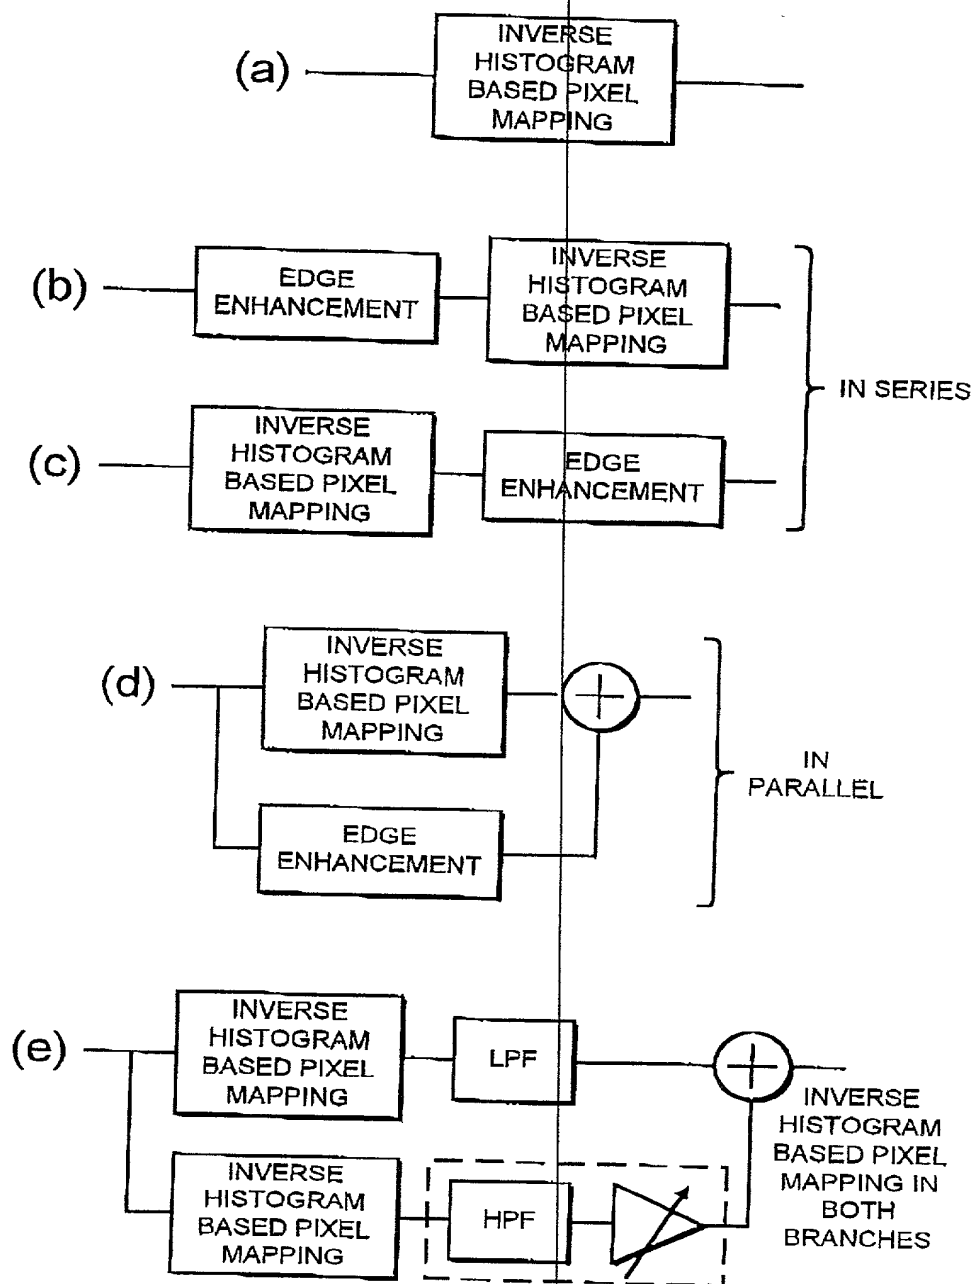 (a)
INVERSE
HISTOGRAM
BASED PIXEL
MAPPING
(b)
EDGE
ENHANCEMENT
INVERSE
HISTOGRAM
BASED PIXEL
MAPPING
IN SERIES
(c)
INVERSE
HISTOGRAM
BASED PIXEL
MAPPING
EDGE
ENHANCEMENT
(d)
INVERSE
HISTOGRAM
BASED PIXEL
MAPPING
EDGE
ENHANCEMENT
IN
PARALLEL
(e)
INVERSE
HISTOGRAM
BASED PIXEL
MAPPING
LPF
INVERSE
HISTOGRAM
BASED PIXEL
MAPPING
HPF
INVERSE
HISTOGRAM
BASED PIXEL
MAPPING IN
BOTH
BRANCHES